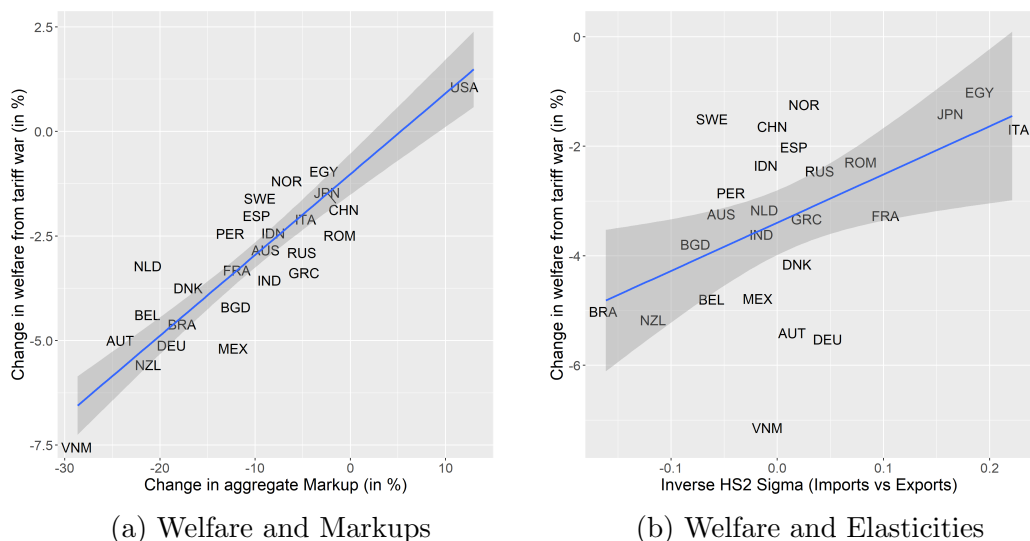 Change in welfare from tariff war (in %)
2.5
0.0
-2.5
-5.0
-7.5
USA
EGY
NOR
JPN
SWE
CHN
ESP
ITA
PER
IDN
ROM
AUS
RUS
NLD
FRA
GRC
IND
DNK
BGD
BEL
BRA
AUT
DEU
MEX
NZL
VNM
-30
-20
-10
0
10
Change in aggregate Markup (in %)
(a) Welfare and Markups
Change in welfare from tariff war (in %)
0
-2
-4
-6
EGY
NOR
JPN
SWE
CHN
ITA
ESP
IDN
ROM
RUS
PER
NLD
AUS
GRC
FRA
IND
BGD
DNK
BEL
MEX
BRA
NZL
AUT
DEU
VNM
-0.1
0.0
0.1
0.2
Inverse HS2 Sigma (Imports vs Exports)
(b) Welfare and Elasticities